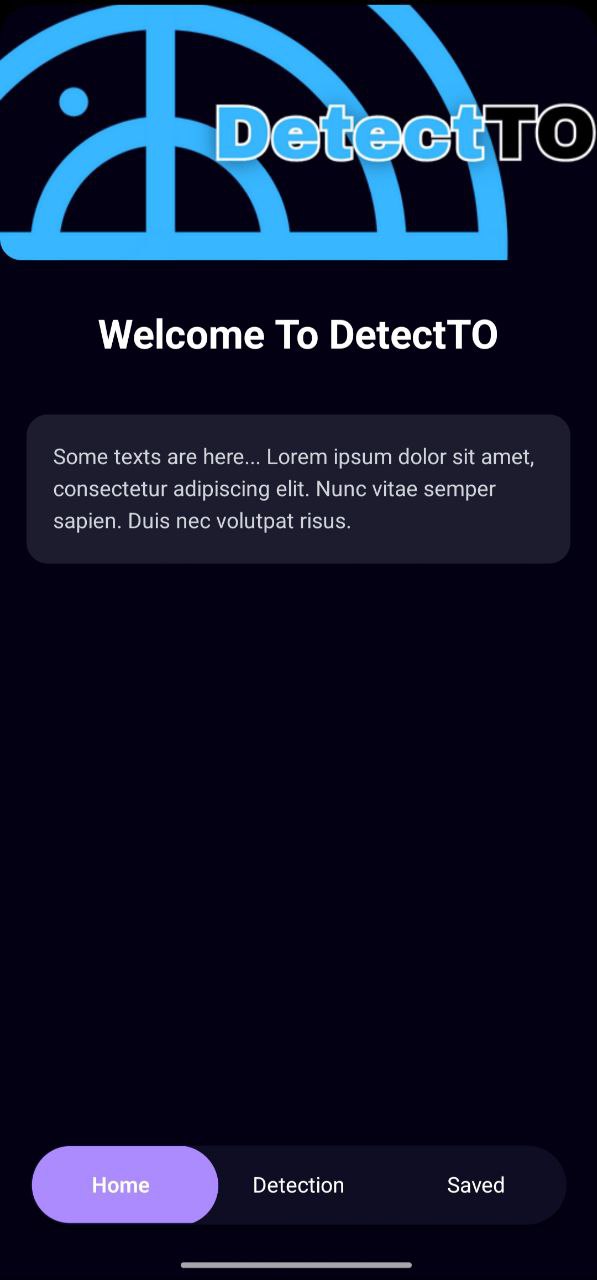 DetectTO
Welcome To DetectTO
Some texts are here... Lorem ipsum dolor sit amet,
consectetur adipiscing elit. Nunc vitae semper
sapien. Duis nec volutpat risus.
Home
Detection
Saved